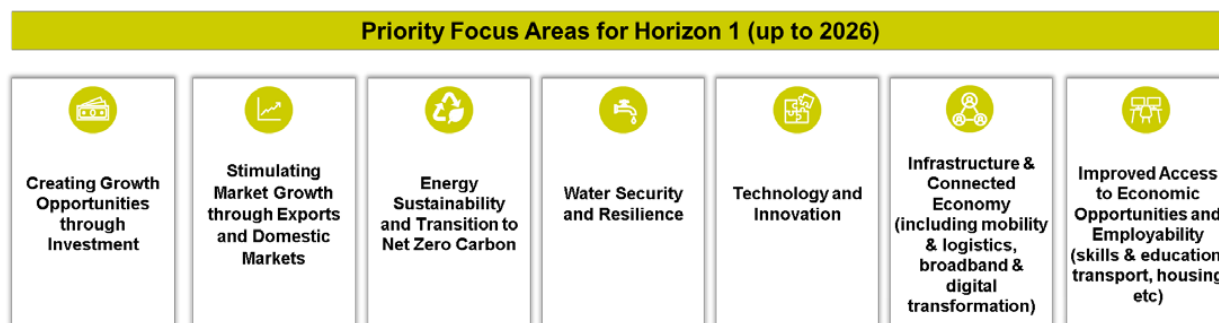 Priority Focus Areas for Horizon 1 (up to 2026)
Creating Growth
Opportunities
through
Investment
Stimulating
Market Growth
through Exports
and Domestic
Markets
Energy
Sustainability
and Transition to
Net Zero Carbon
Water Security
and Resilience
Technology and
Innovation
Infrastructure &
Connected
Economy
(including mobility
& logistics,
broadband &
digital
transformation)
Improved Access
to Economic
Opportunities and
Employability
(skills & education,
transport, housing
etc)